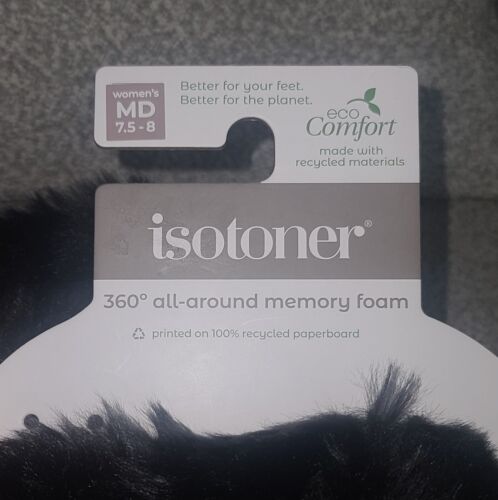 women's
MD
7.5 - 8
Better for your feet.
Better for the planet.
eco
Comfort
made with
recycled materials
isotoner®
360° all-around memory foam
printed on 100% recycled paperboard